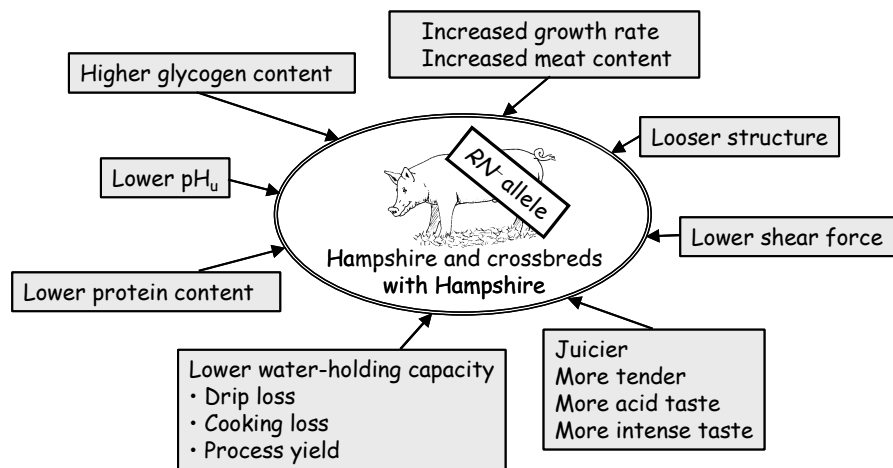 Increased growth rate
Increased meat content
Higher glycogen content
Looser structure
Lower pHᵤ
RN⁻ allele
Lower shear force
Hampshire and crossbreds
with Hampshire
Lower protein content
Lower water-holding capacity
• Drip loss
• Cooking loss
• Process yield
Juicier
More tender
More acid taste
More intense taste